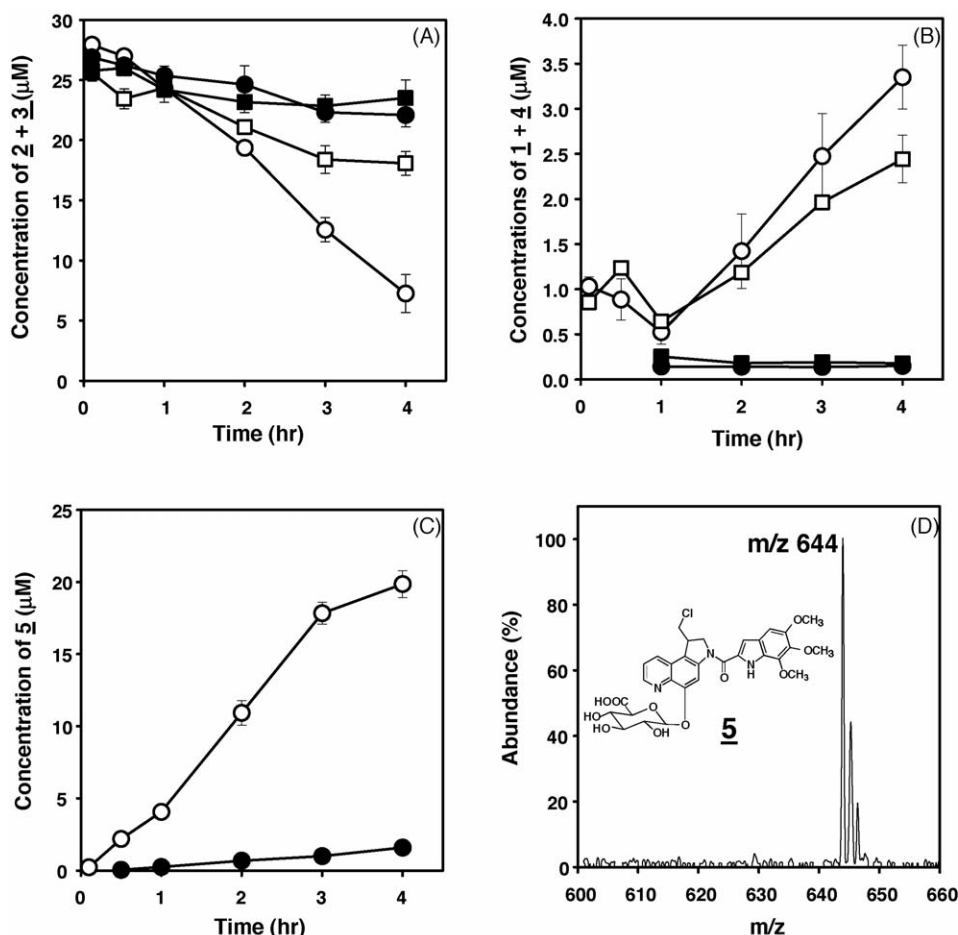 (A)
Concentration of 2 + 3 (μM)
30
25
20
15
10
5
0
0 1 2 3 4
Time (hr)
(B)
Concentrations of 1 + 4 (μM)
4.0
3.5
3.0
2.5
2.0
1.5
1.0
0.5
0.0
0 1 2 3 4
Time (hr)
(C)
Concentration of 5 (μM)
25
20
15
10
5
0
0 1 2 3 4
Time (hr)
(D)
m/z 644
Abundance (%)
100
80
60
40
20
0
Cl
OCH3
N
OCH3
N
H
OCH3
O
N
HOOC
O
HO
HO
OH
O
5
600 610 620 630 640 650 660
m/z